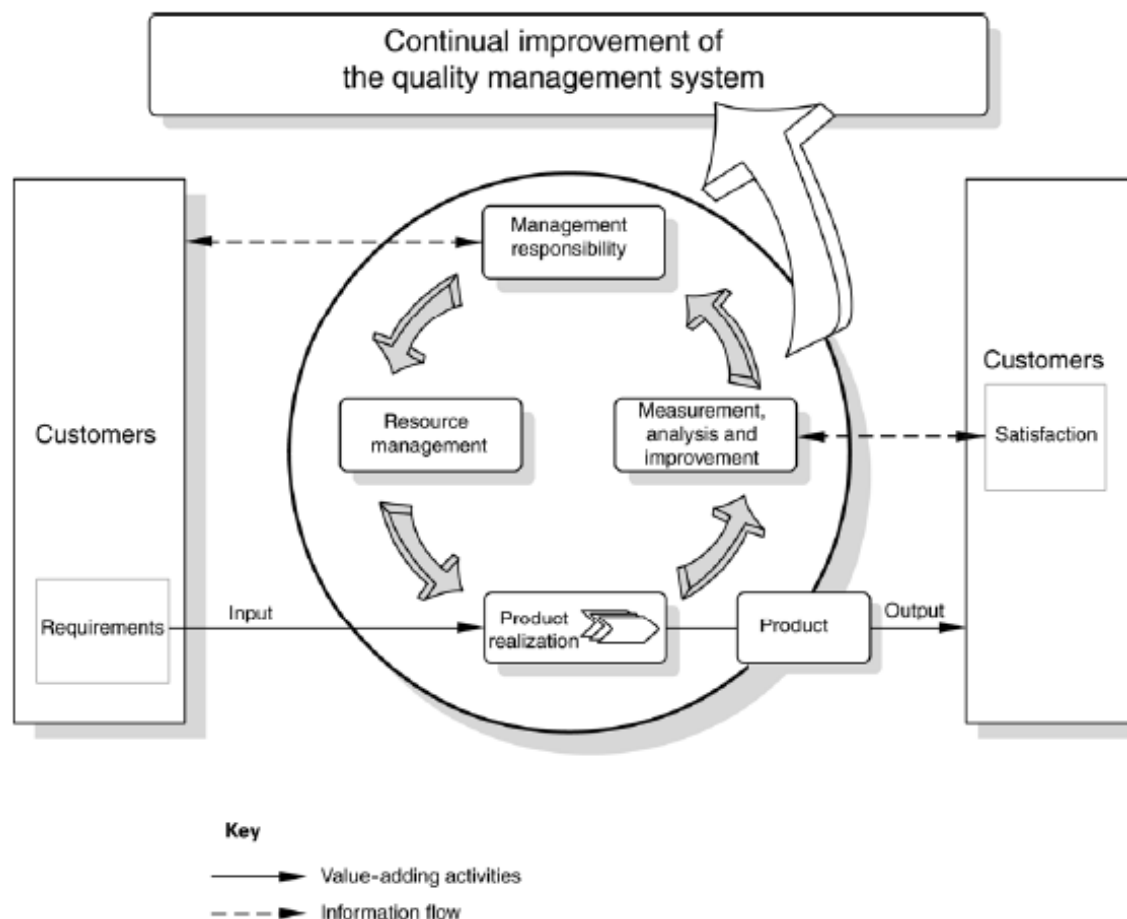 Continual improvement of
the quality management system
Management
responsibility
Customers
Resource
management
Measurement,
analysis and
improvement
Customers
Satisfaction
Requirements
Input
Product
realization
Product
Output
Key
Value-adding activities
Information flow